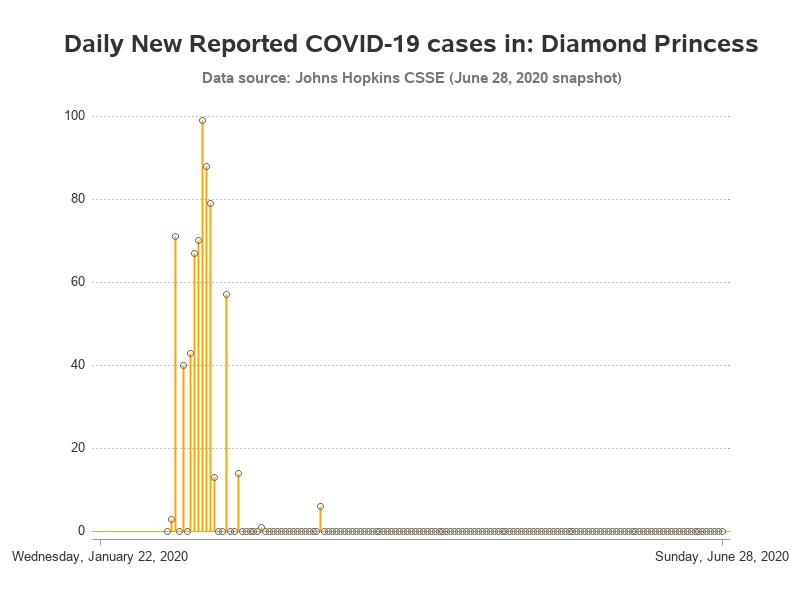 Daily New Reported COVID-19 cases in: Diamond Princess
Data source: Johns Hopkins CSSE (June 28, 2020 snapshot)
100
80
60
40
20
0
Wednesday, January 22, 2020
Sunday, June 28, 2020